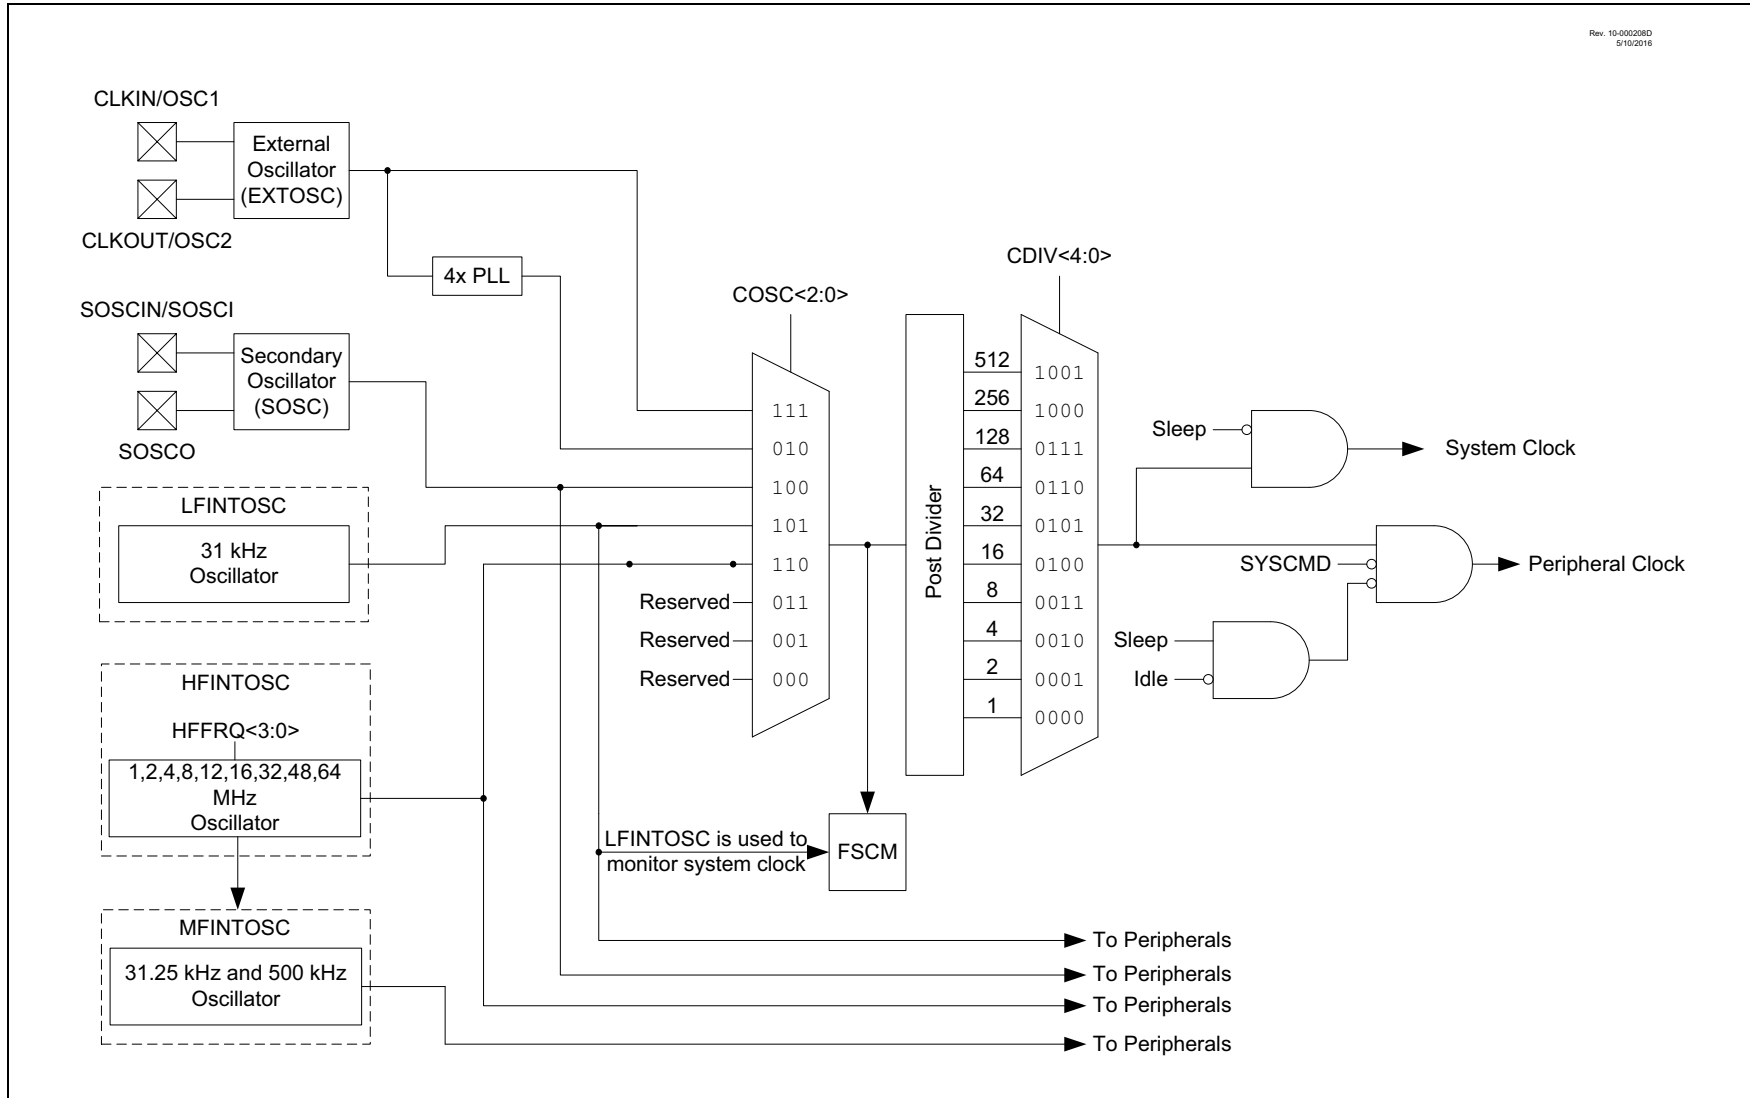 Rev. 10-000208D
5/10/2016
CLKIN/OSC1
External
Oscillator
(EXTOSC)
CLKOUT/OSC2
4x PLL
SOSCIN/SOSCI
Secondary
Oscillator
(SOSC)
SOSCO
LFINTOSC
31 kHz
Oscillator
HFINTOSC
HFFRQ<3:0>
1,2,4,8,12,16,32,48,64
MHz
Oscillator
MFINTOSC
31.25 kHz and 500 kHz
Oscillator
COSC<2:0>
111
010
100
101
110
Reserved 011
Reserved 001
Reserved 000
LFINTOSC is used to
monitor system clock
FSCM
Post Divider
CDIV<4:0>
512 1001
256 1000
128 0111
64 0110
32 0101
16 0100
8 0011
4 0010
2 0001
1 0000
Sleep
System Clock
SYSCMD
Peripheral Clock
Sleep
Idle
To Peripherals
To Peripherals
To Peripherals
To Peripherals